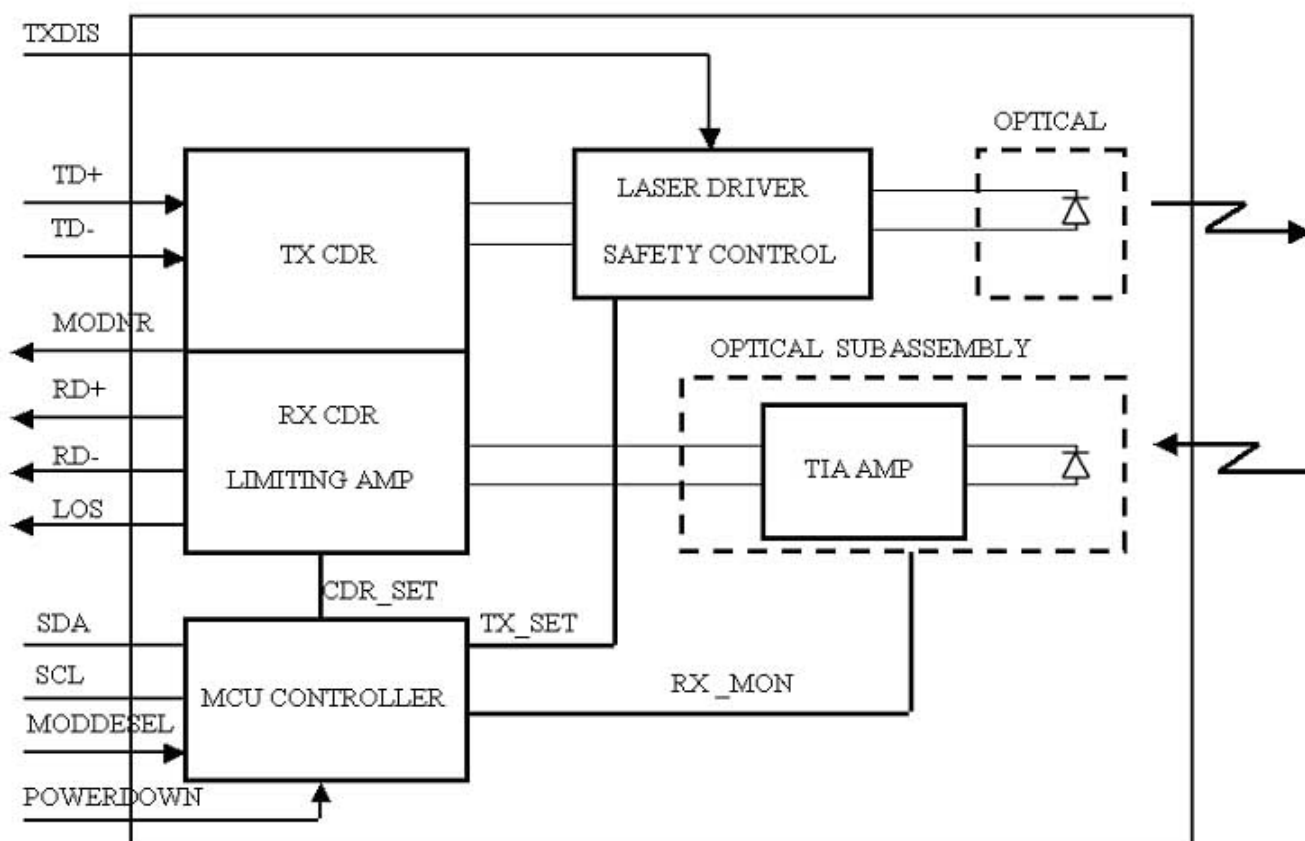 TXDIS
OPTICAL
TD+
TD-
TX CDR
LASER DRIVER
SAFETY CONTROL
MODNR
OPTICAL SUBASSEMBLY
RD+
RX CDR
RD-
LIMITING AMP
TIA AMP
LOS
CDR_SET
SDA
TX_SET
SCL
MCU CONTROLLER
RX_MON
MODDESEL
POWERDOWN